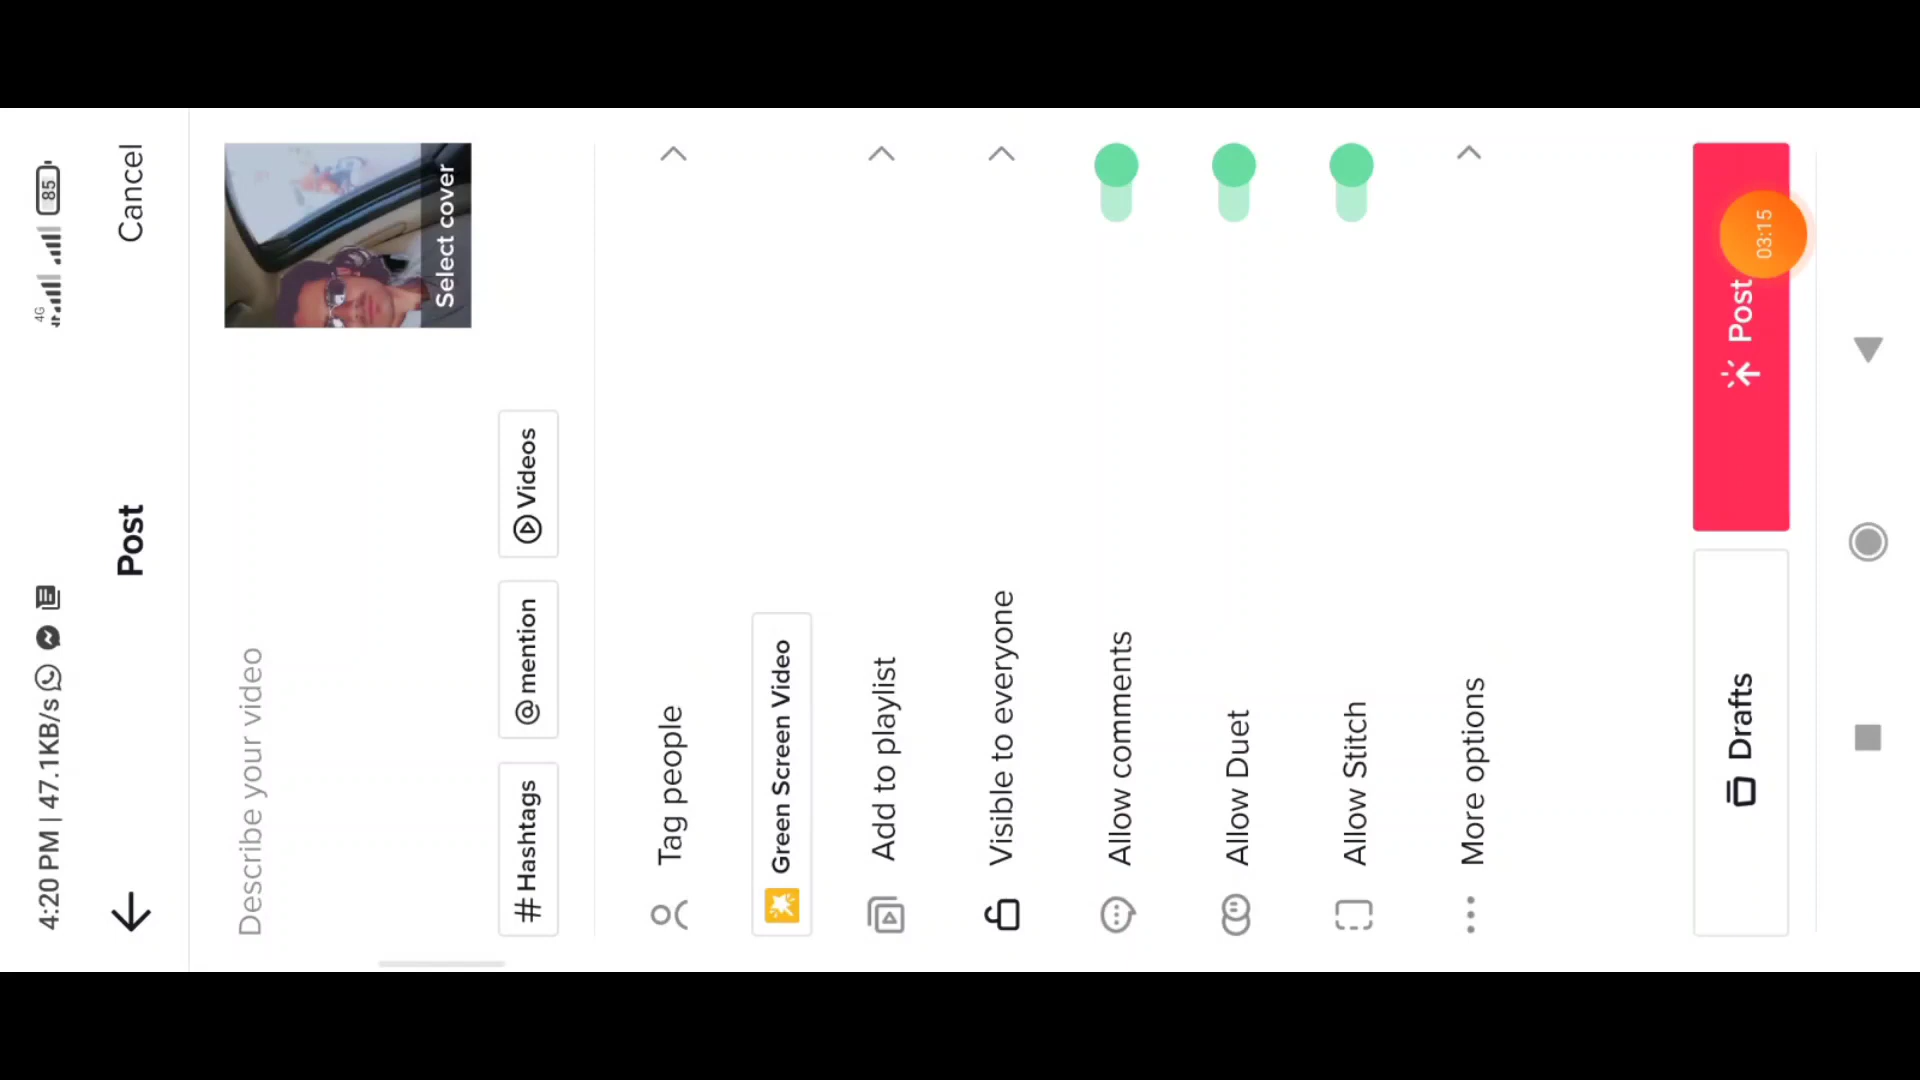 4:20 PM | 47.1KB/s
4G
85
Post
Cancel
Describe your video
Select cover
# Hashtags
@ mention
Videos
Tag people
Green Screen Video
Add to playlist
Visible to everyone
Allow comments
Allow Duet
Allow Stitch
More options
Drafts
Post
03:15